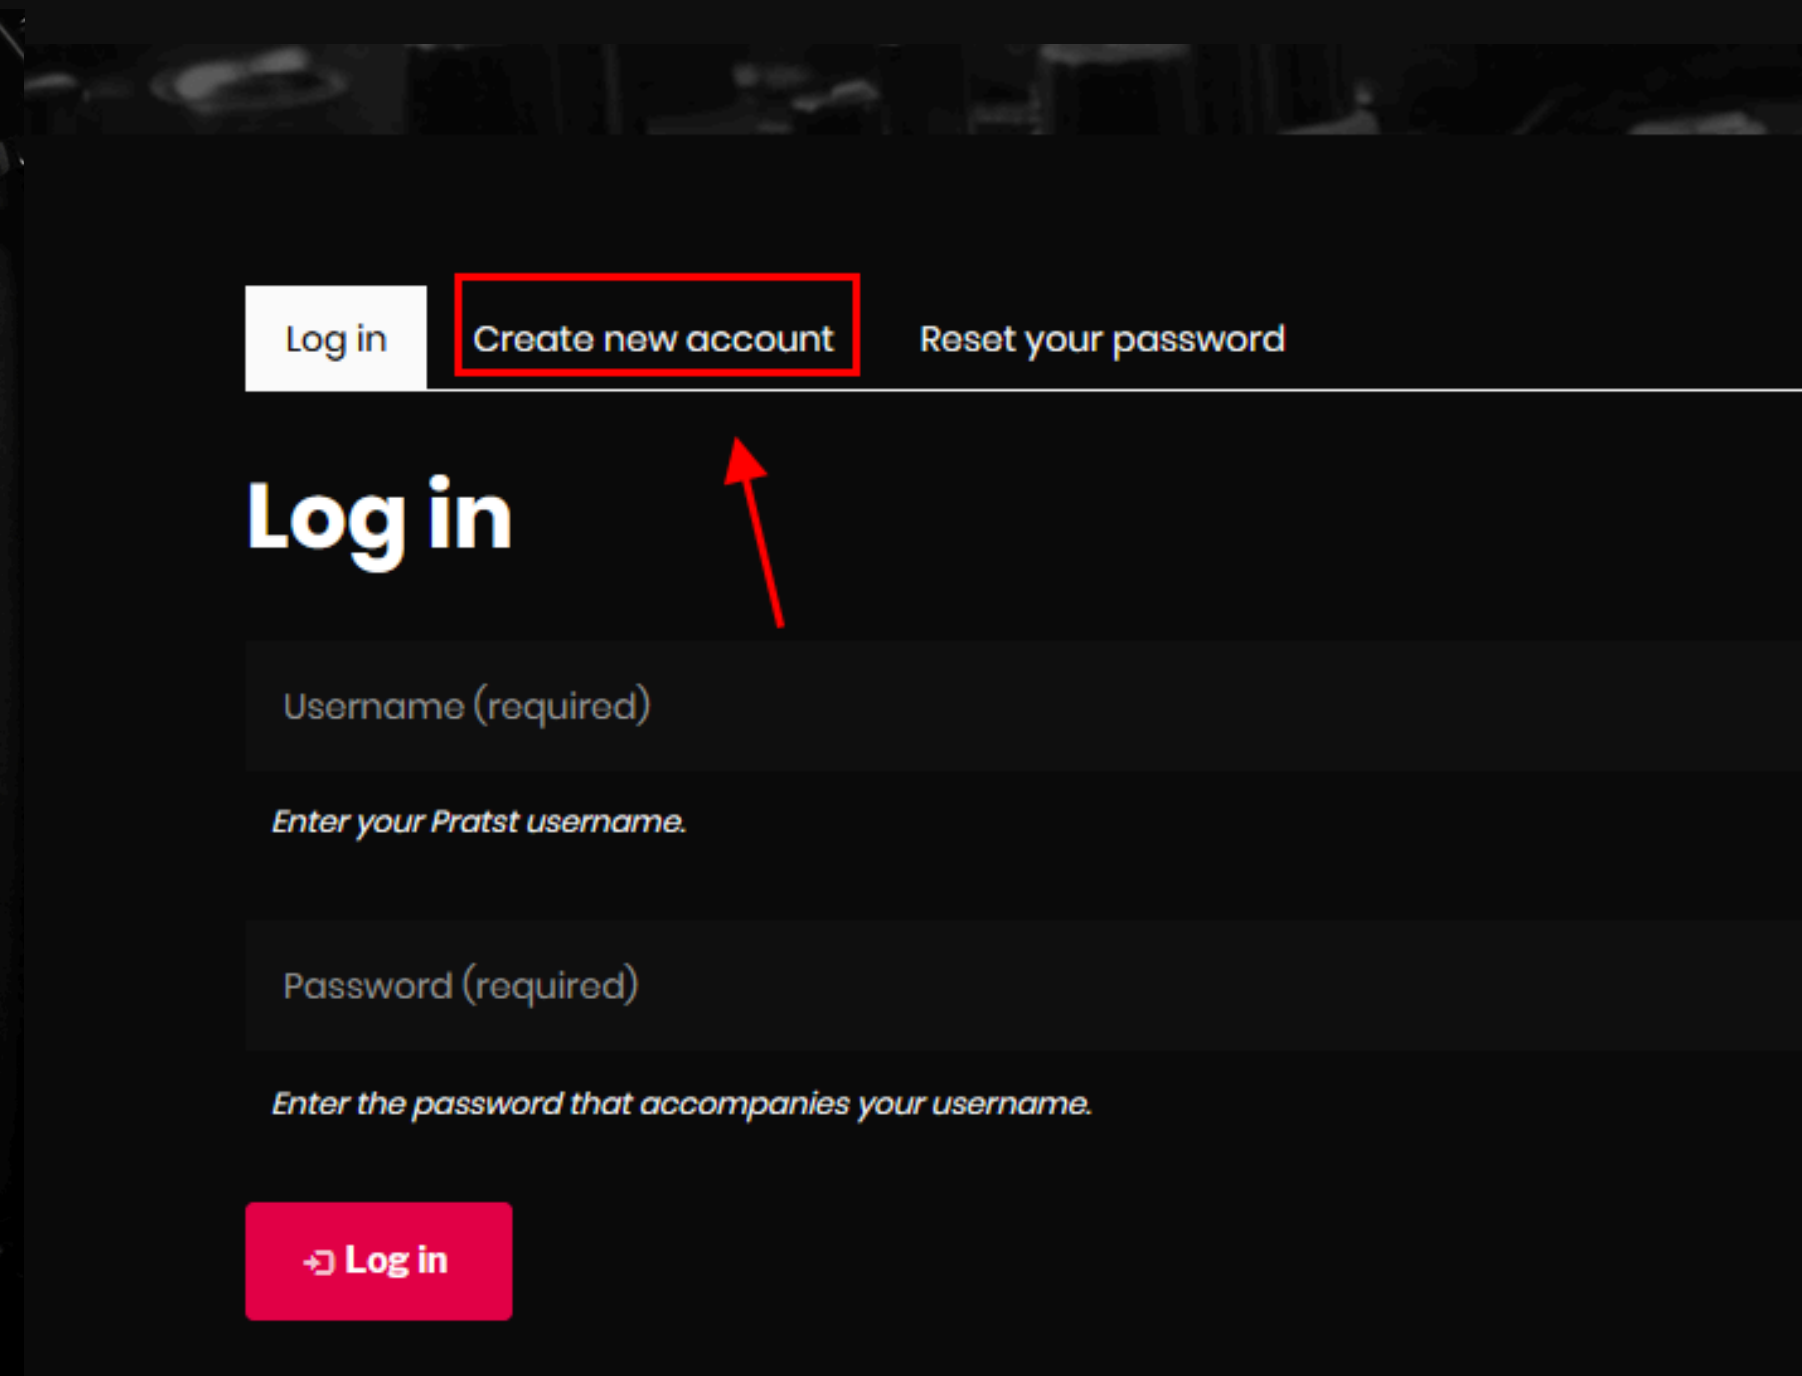 Log in
Create new account
Reset your password
Log in
Username (required)
Enter your Pratst username.
Password (required)
Enter the password that accompanies your username.
Log in